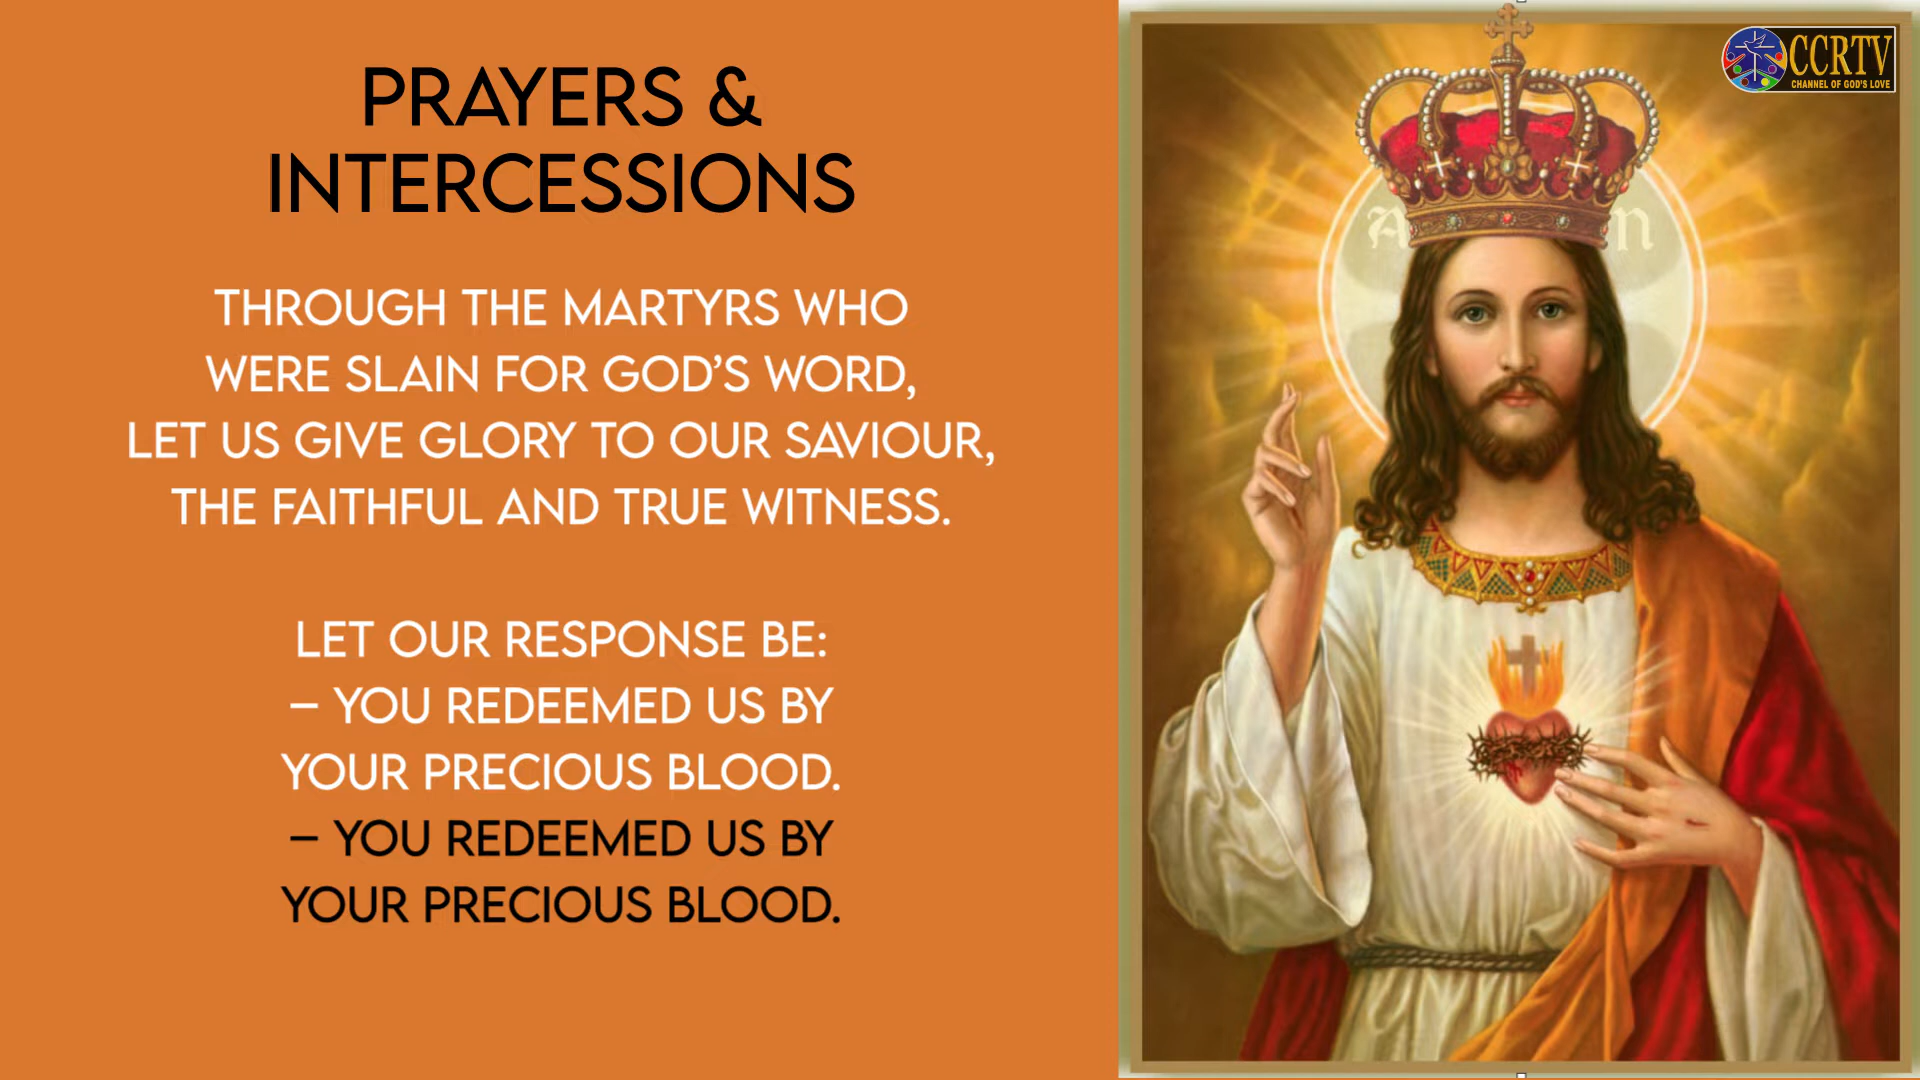 PRAYERS &
INTERCESSIONS
THROUGH THE MARTYRS WHO
WERE SLAIN FOR GOD'S WORD,
LET US GIVE GLORY TO OUR SAVIOUR,
THE FAITHFUL AND TRUE WITNESS.
LET OUR RESPONSE BE:
– YOU REDEEMED US BY
YOUR PRECIOUS BLOOD.
– YOU REDEEMED US BY
YOUR PRECIOUS BLOOD.
CCRTV
CHANNEL OF GOD'S LOVE